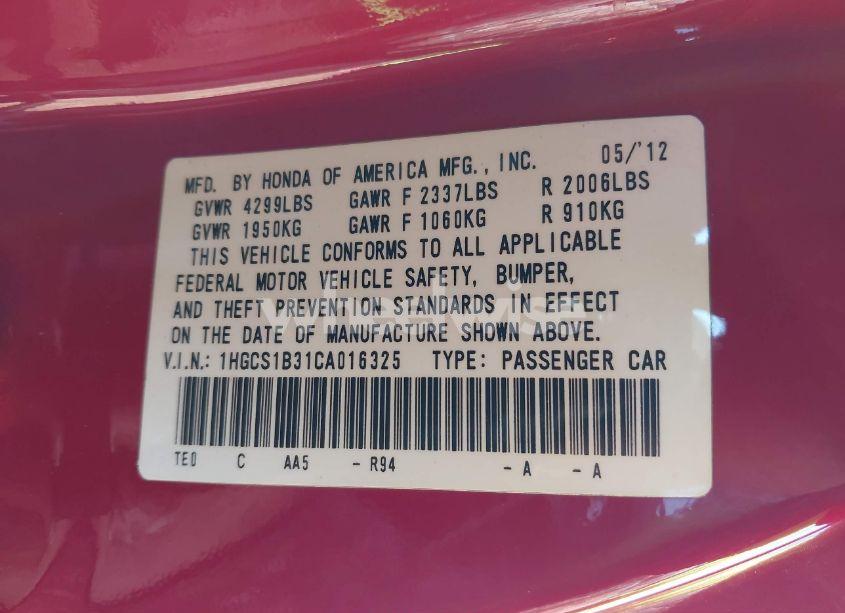 MFD. BY HONDA OF AMERICA MFG., INC. 05/'12
GVWR 4299LBS GAWR F 2337LBS R 2006LBS
GVWR 1950KG GAWR F 1060KG R 910KG
THIS VEHICLE CONFORMS TO ALL APPLICABLE
FEDERAL MOTOR VEHICLE SAFETY, BUMPER,
AND THEFT PREVENTION STANDARDS IN EFFECT
ON THE DATE OF MANUFACTURE SHOWN ABOVE.
V.I.N.: 1HGCS1B31CA016325 TYPE: PASSENGER CAR
TE0 C AA5 - R94 - A - A